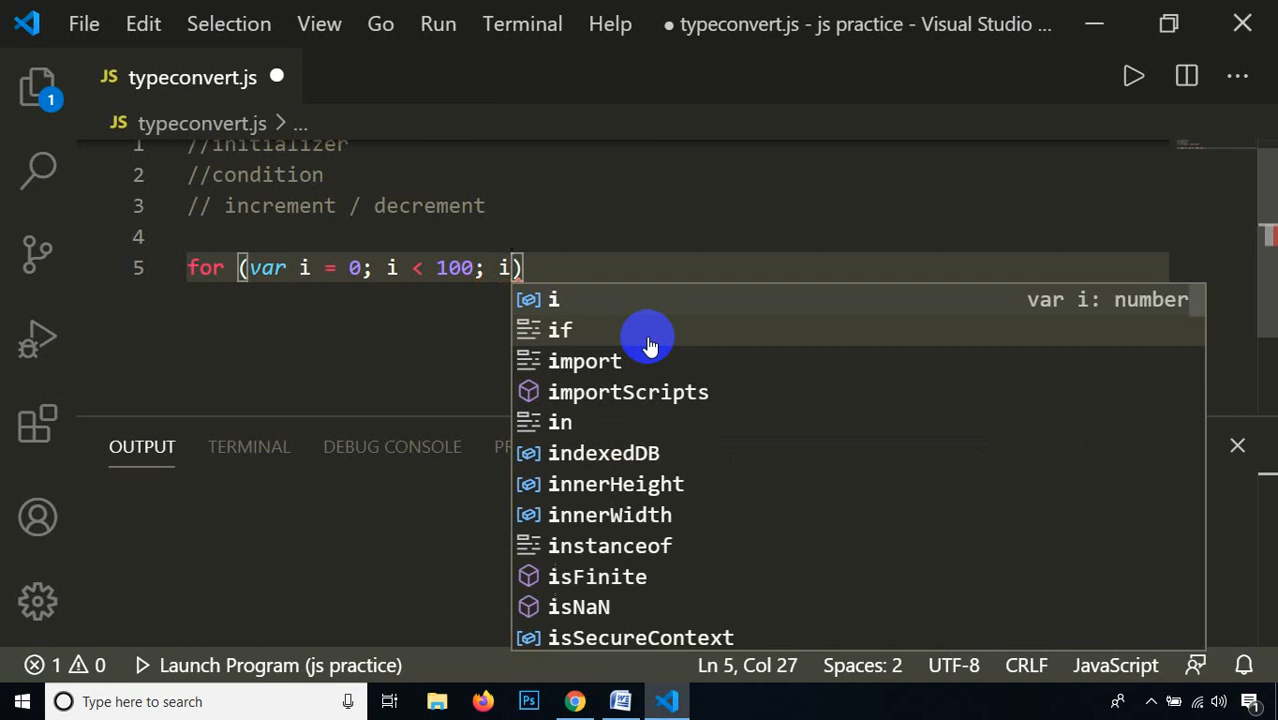 File Edit Selection View Go Run Terminal Help ● typeconvert.js - js practice - Visual Studio ...
JS typeconvert.js
JS typeconvert.js > ...
1 //initializer
2 //condition
3 // increment / decrement
4
5 for (var i = 0; i < 100; i)
i var i: number
if
import
importScripts
in
indexedDB
innerHeight
innerWidth
instanceof
isFinite
isNaN
isSecureContext
1
OUTPUT TERMINAL DEBUG CONSOLE
1 0 Launch Program (js practice) Ln 5, Col 27 Spaces: 2 UTF-8 CRLF JavaScript
Type here to search Ps 1